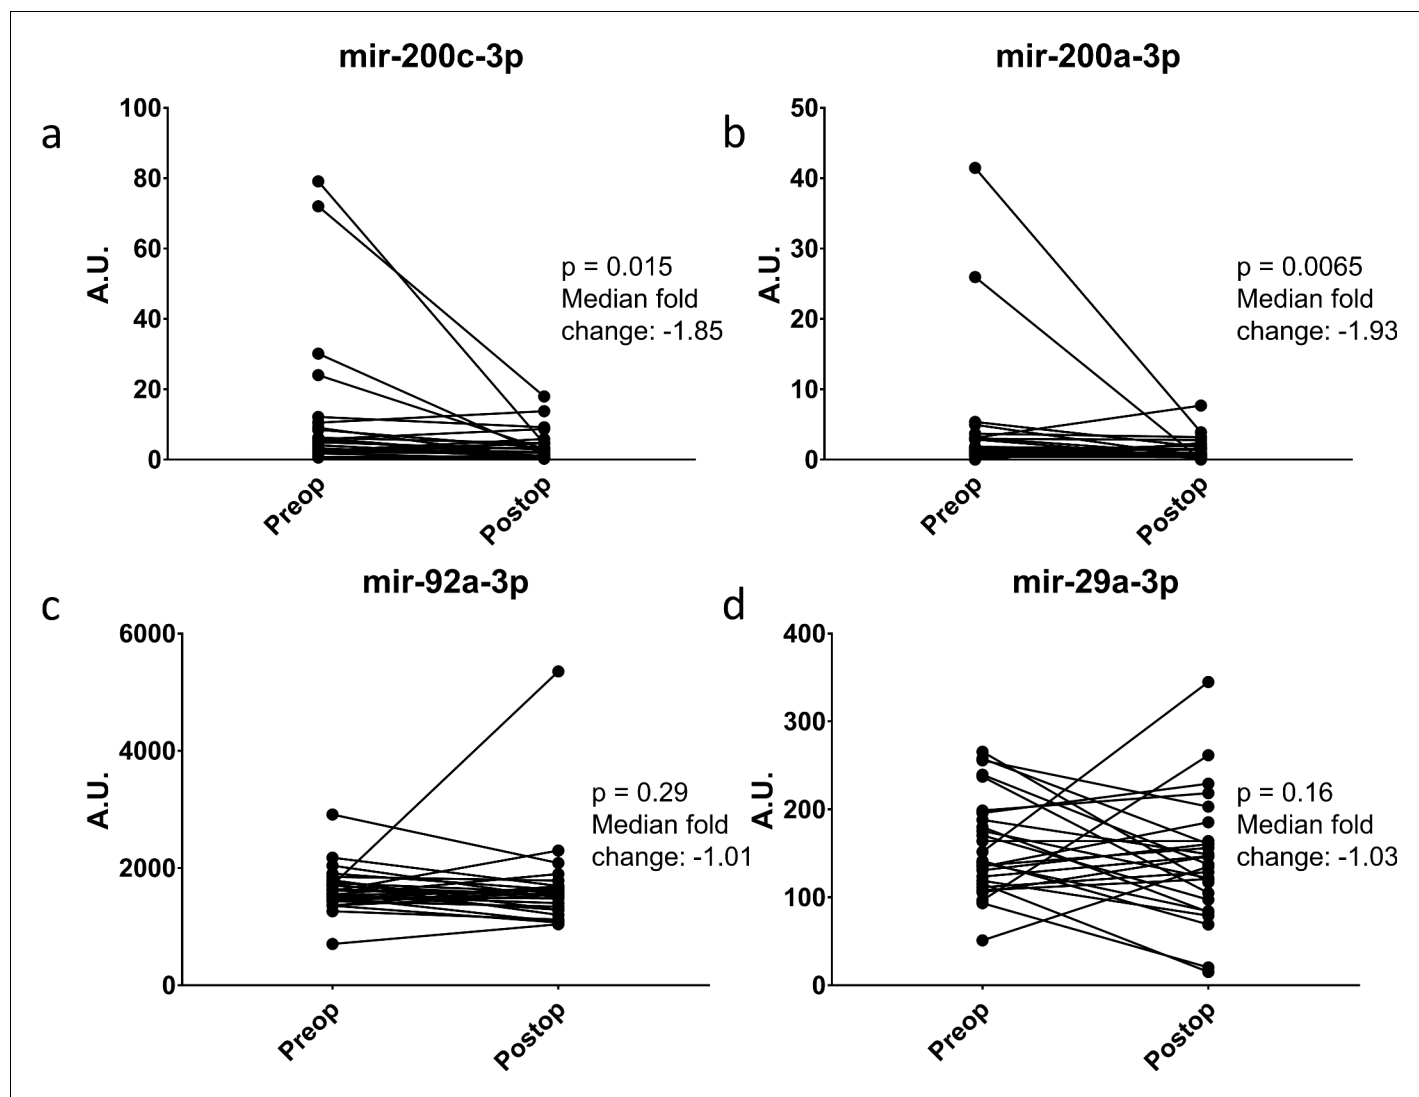 mir-200c-3p
a
100
80
60
40
20
0
A.U.
p = 0.015
Median fold
change: -1.85
Preop
Postop
mir-200a-3p
b
50
40
30
20
10
0
A.U.
p = 0.0065
Median fold
change: -1.93
Preop
Postop
mir-92a-3p
c
6000
4000
2000
0
A.U.
p = 0.29
Median fold
change: -1.01
Preop
Postop
mir-29a-3p
d
400
300
200
100
0
A.U.
p = 0.16
Median fold
change: -1.03
Preop
Postop